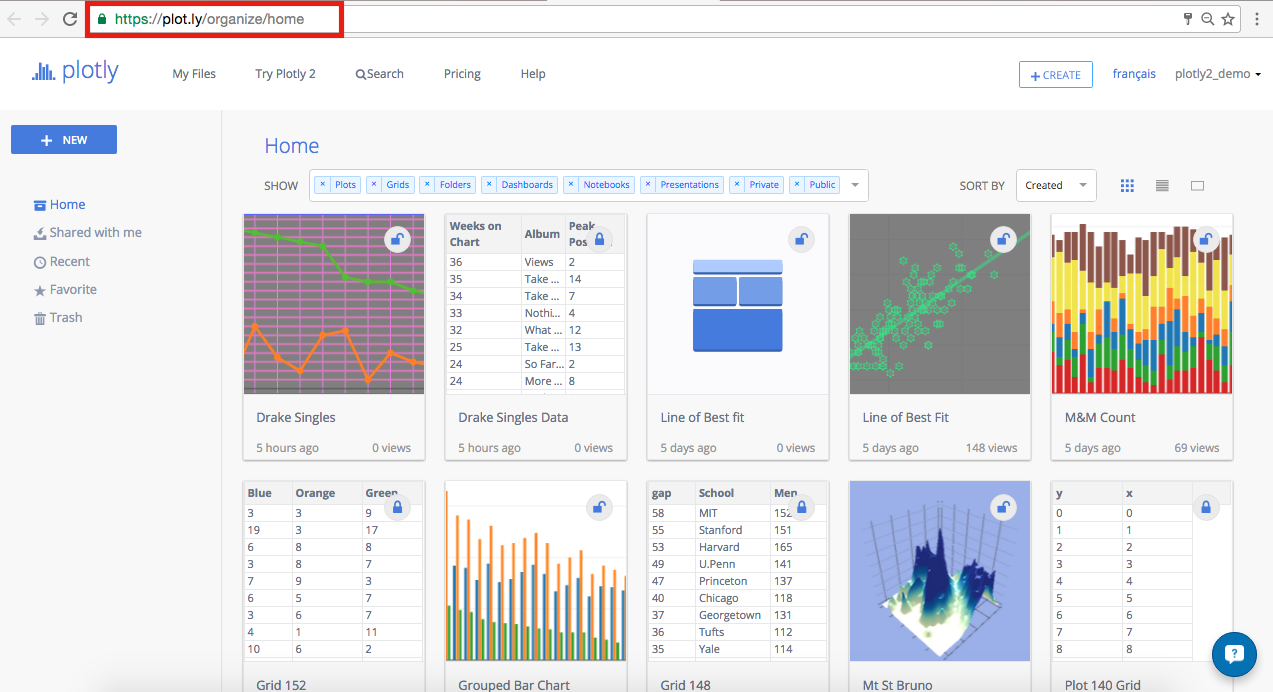 https://plot.ly/organize/home
plotly
My Files
Try Plotly 2
Search
Pricing
Help
+ CREATE
français
plotly2_demo
+ NEW
Home
Shared with me
Recent
Favorite
Trash
Home
SHOW
× Plots
× Grids
× Folders
× Dashboards
× Notebooks
× Presentations
× Private
× Public
SORT BY
Created
Drake Singles
5 hours ago 0 views
Weeks on Chart Album Peak Pos
36 Views 2
35 Take ... 14
34 Take ... 7
33 Nothi... 4
32 What ... 12
25 Take ... 13
24 So Far... 2
24 More ... 8
Drake Singles Data
5 hours ago 0 views
Line of Best fit
5 days ago 0 views
Line of Best Fit
5 days ago 148 views
M&M Count
5 days ago 69 views
Blue Orange Green
3 3 9
19 3 17
6 8 8
3 8 7
7 9 3
6 5 7
3 6 7
4 1 11
10 6 2
Grid 152
Grouped Bar Chart
gap School Men
58 MIT 152
55 Stanford 151
53 Harvard 165
49 U.Penn 141
47 Princeton 137
40 Chicago 118
37 Georgetown 131
36 Tufts 112
35 Yale 114
Grid 148
Mt St Bruno
y x
0 0
1 1
2 2
3 3
4 4
5 5
6 6
7 7
8 8
Plot 140 Grid
?